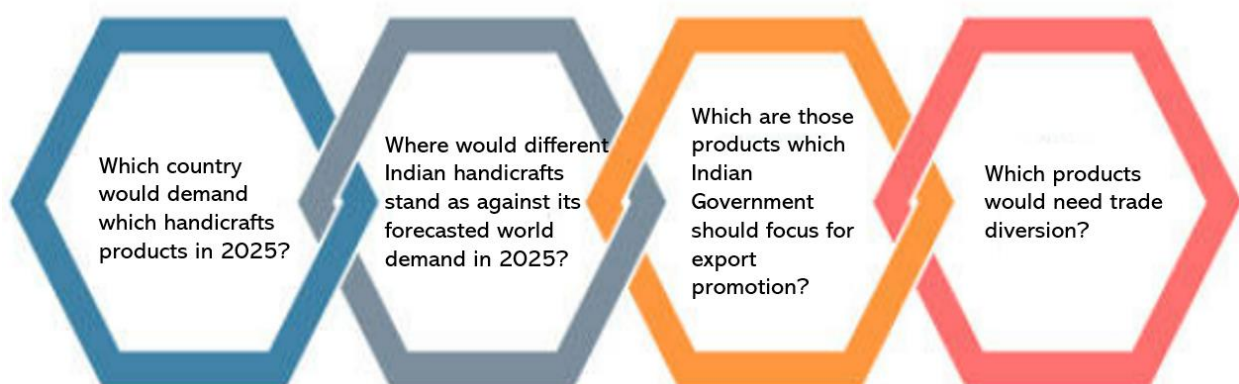 Which country
would demand
which handicrafts
products in 2025?
Where would different
Indian handicrafts
stand as against its
forecasted world
demand in 2025?
Which are those
products which
Indian
Government
should focus for
export
promotion?
Which products
would need trade
diversion?